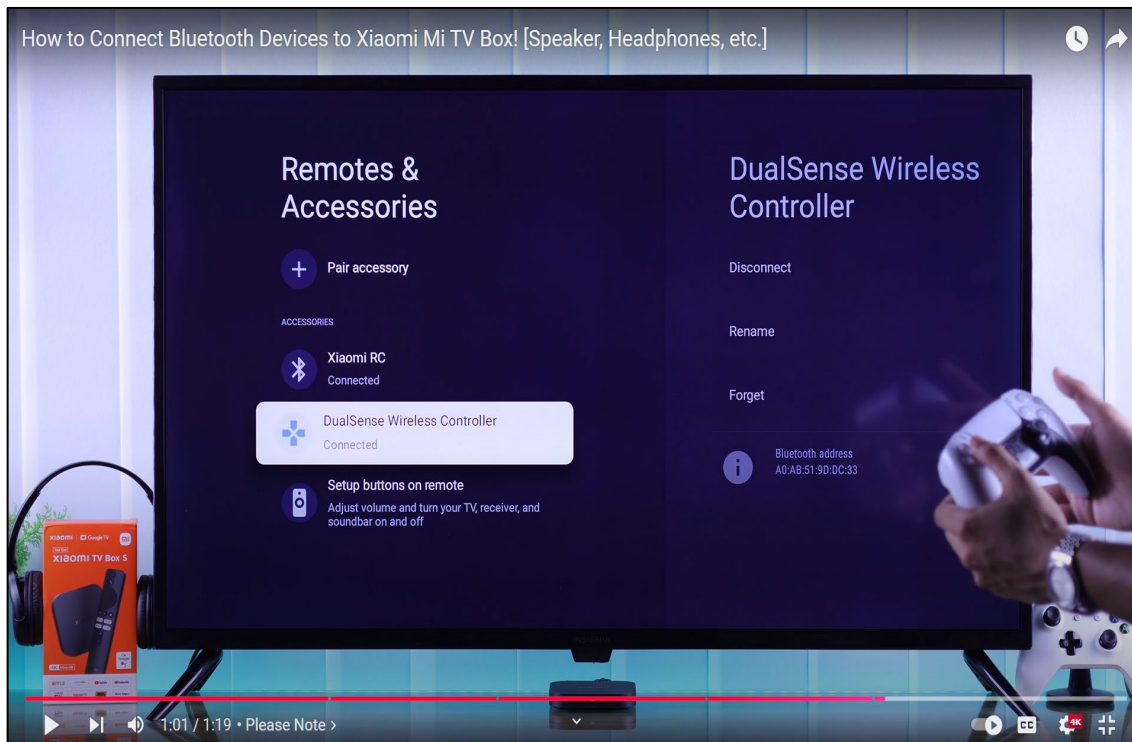 How to Connect Bluetooth Devices to Xiaomi Mi TV Box! [Speaker, Headphones, etc.]
Remotes &
Accessories
Pair accessory
ACCESSORIES
Xiaomi RC
Connected
DualSense Wireless Controller
Connected
Setup buttons on remote
Adjust volume and turn your TV, receiver, and
soundbar on and off
DualSense Wireless
Controller
Disconnect
Rename
Forget
Bluetooth address
A0:AB:51:9D:DC:33
xiaomi Google TV
XIAOMI TV Box S
1:01 / 1:19 • Please Note ›
CC
4K